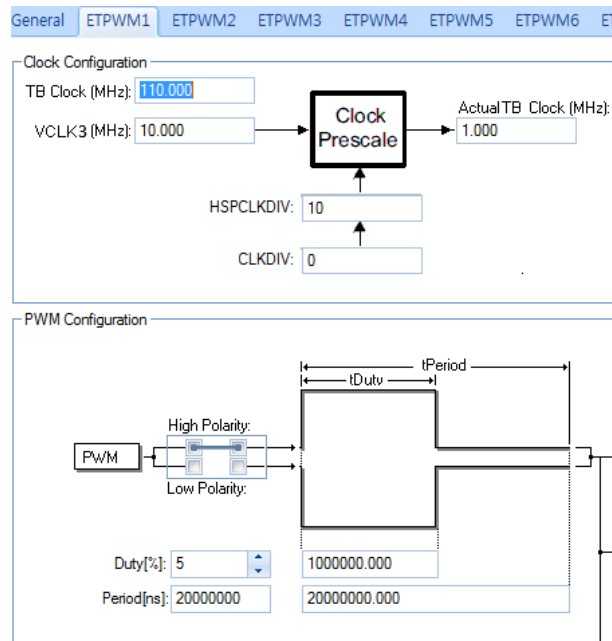 General ETPWM1 ETPWM2 ETPWM3 ETPWM4 ETPWM5 ETPWM6
Clock Configuration
TB Clock (MHz): 110.000
VCLK3 (MHz): 10.000
Clock
Prescale
Actual TB Clock (MHz):
1.000
HSPCLKDIV: 10
CLKDIV: 0
PWM Configuration
tPeriod
tDuty
High Polarity:
PWM
Low Polarity:
Duty[%]: 5 1000000.000
Period[ns]: 20000000 20000000.000